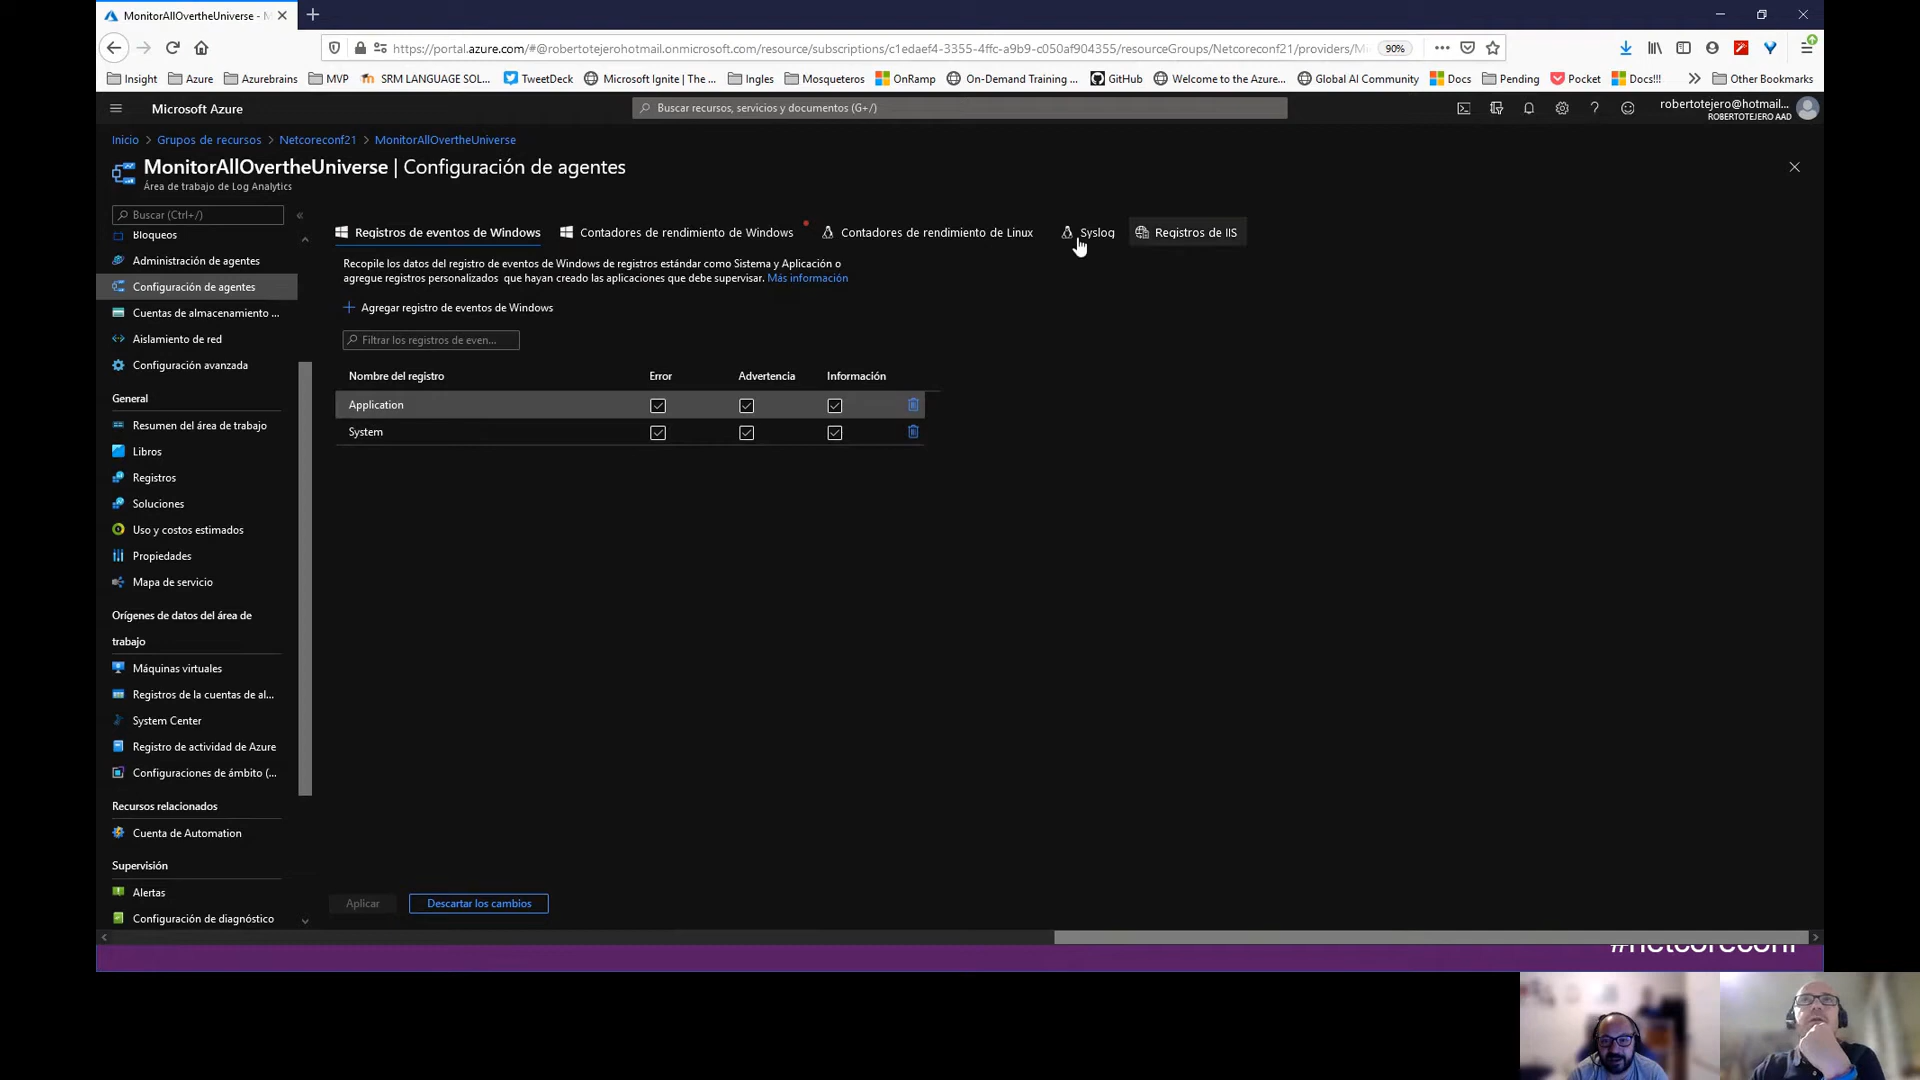 MonitorAllOvertheUniverse - M
https://portal.azure.com/#@robertotejerohotmail.onmicrosoft.com/resource/subscriptions/c1edaef4-3355-4ffc-a9b9-c050af904355/resourceGroups/Netcoreconf21/providers/Mi
90%
Insight
Azure
Azurebrains
MVP
SRM LANGUAGE SOL...
TweetDeck
Microsoft Ignite | The ...
Ingles
Mosqueteros
OnRamp
On-Demand Training ...
GitHub
Welcome to the Azure...
Global AI Community
Docs
Pending
Pocket
Docs!!!
Other Bookmarks
Microsoft Azure
Buscar recursos, servicios y documentos (G+/)
robertotejero@hotmail...
ROBERTOTEJERO AAD
Inicio > Grupos de recursos > Netcoreconf21 > MonitorAllOvertheUniverse
MonitorAllOvertheUniverse | Configuración de agentes
Área de trabajo de Log Analytics
Buscar (Ctrl+/)
Bloqueos
Administración de agentes
Configuración de agentes
Cuentas de almacenamiento ...
Aislamiento de red
Configuración avanzada
General
Resumen del área de trabajo
Libros
Registros
Soluciones
Uso y costos estimados
Propiedades
Mapa de servicio
Orígenes de datos del área de
trabajo
Máquinas virtuales
Registros de la cuentas de al...
System Center
Registro de actividad de Azure
Configuraciones de ámbito (...
Recursos relacionados
Cuenta de Automation
Supervisión
Alertas
Configuración de diagnóstico
Registros de eventos de Windows
Contadores de rendimiento de Windows
Contadores de rendimiento de Linux
Syslog
Registros de IIS
Recopile los datos del registro de eventos de Windows de registros estándar como Sistema y Aplicación o
agregue registros personalizados que hayan creado las aplicaciones que debe supervisar. Más información
Agregar registro de eventos de Windows
Filtrar los registros de even...
Nombre del registro Error Advertencia Información
Application
System
Aplicar
Descartar los cambios
#netcoreconf